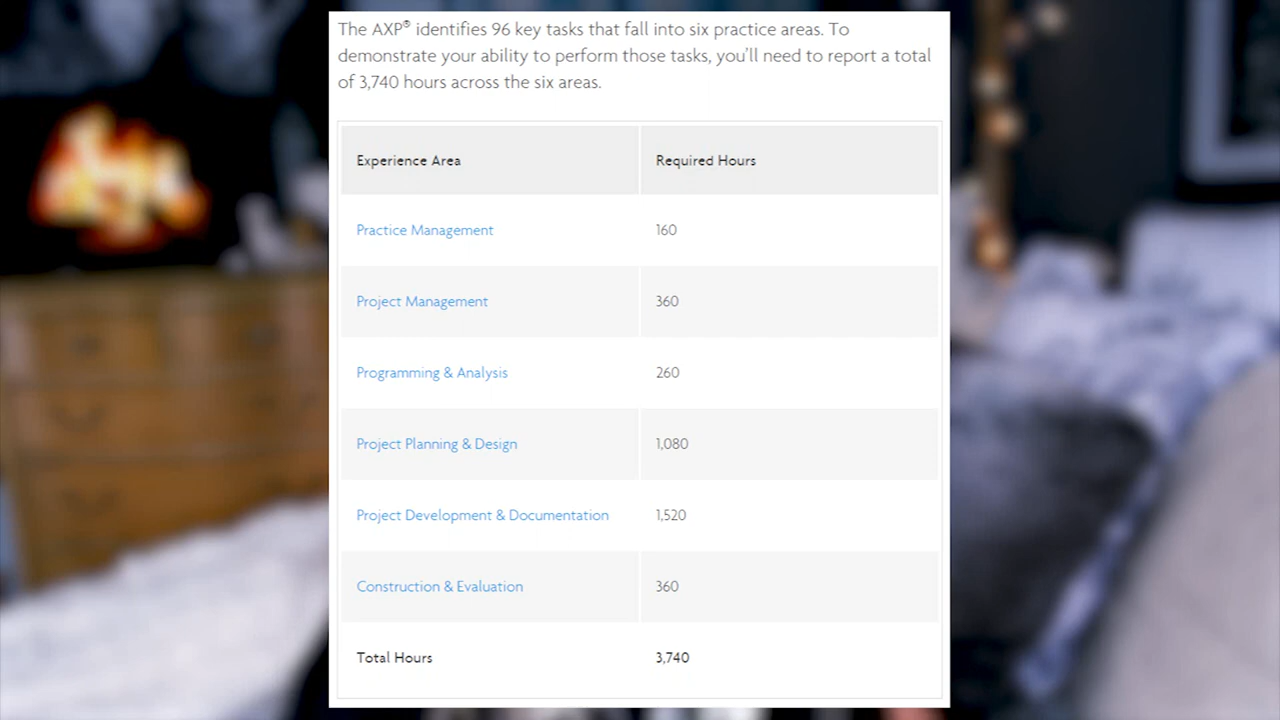 The AXP® identifies 96 key tasks that fall into six practice areas. To
demonstrate your ability to perform those tasks, you'll need to report a total
of 3,740 hours across the six areas.
Experience Area Required Hours
Practice Management 160
Project Management 360
Programming & Analysis 260
Project Planning & Design 1,080
Project Development & Documentation 1,520
Construction & Evaluation 360
Total Hours 3,740